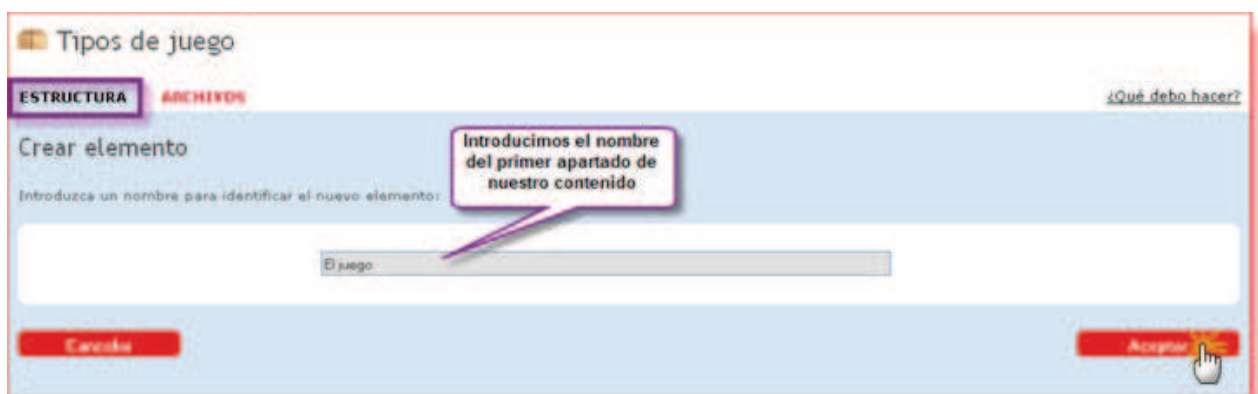 Tipos de juego
ESTRUCTURA ARCHIVOS ¿Qué debo hacer?
Crear elemento
Introduzca un nombre para identificar el nuevo elemento:
Introducimos el nombre
del primer apartado de
nuestro contenido
El juego
Cancelar Aceptar